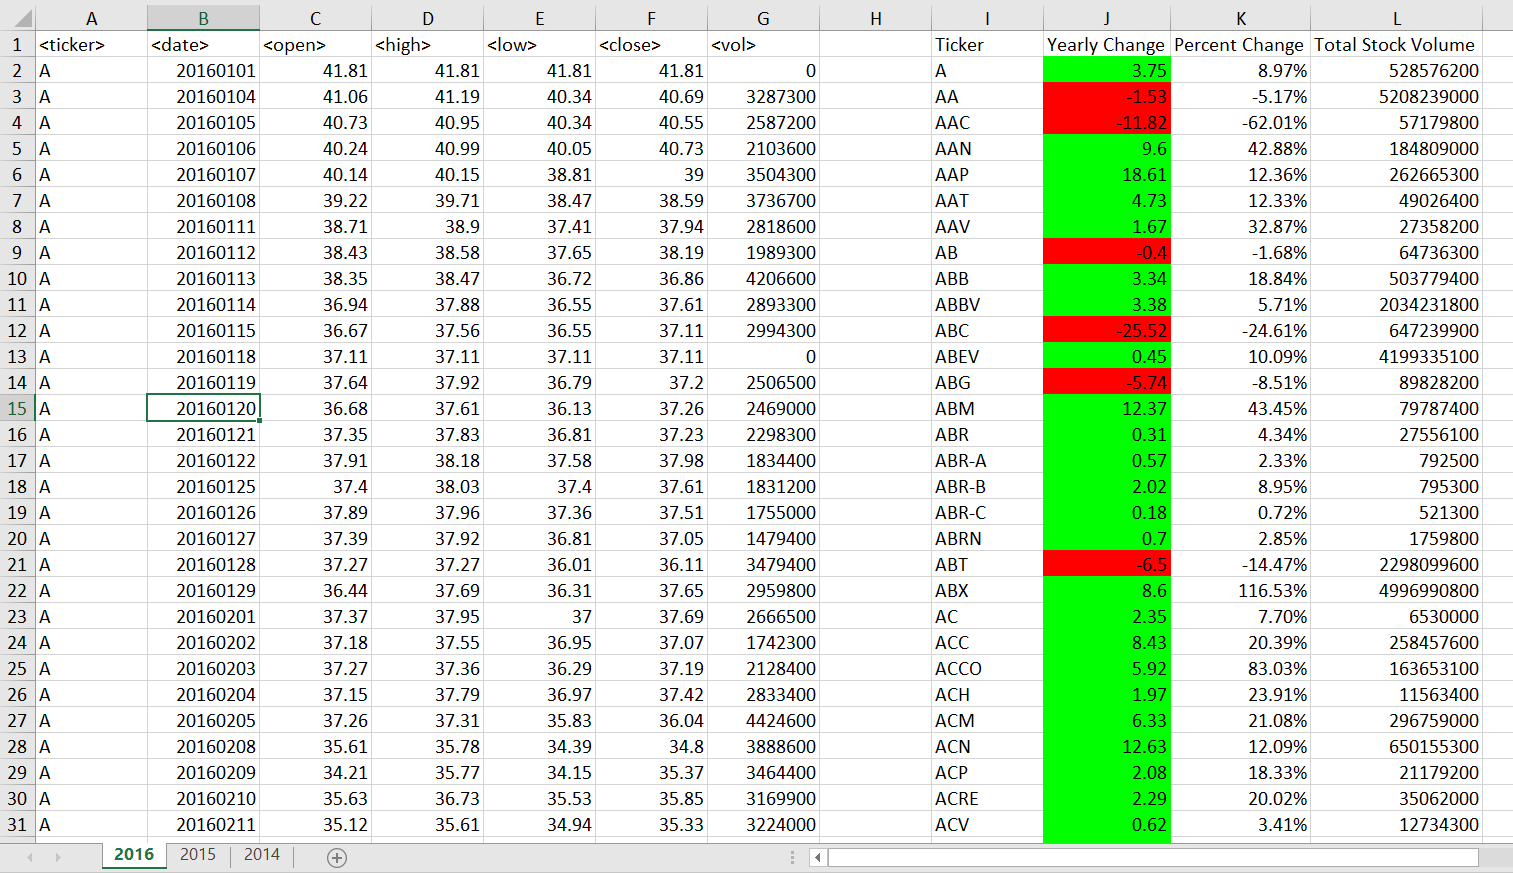 A B C D E F G H I J K L
1 <ticker> <date> <open> <high> <low> <close> <vol> Ticker Yearly Change Percent Change Total Stock Volume
2 A 20160101 41.81 41.81 41.81 41.81 0 A 3.75 8.97% 528576200
3 A 20160104 41.06 41.19 40.34 40.69 3287300 AA -1.53 -5.17% 5208239000
4 A 20160105 40.73 40.95 40.34 40.55 2587200 AAC -11.82 -62.01% 57179800
5 A 20160106 40.24 40.99 40.05 40.73 2103600 AAN 9.6 42.88% 184809000
6 A 20160107 40.14 40.15 38.81 39 3504300 AAP 18.61 12.36% 262665300
7 A 20160108 39.22 39.71 38.47 38.59 3736700 AAT 4.73 12.33% 49026400
8 A 20160111 38.71 38.9 37.41 37.94 2818600 AAV 1.67 32.87% 27358200
9 A 20160112 38.43 38.58 37.65 38.19 1989300 AB -0.4 -1.68% 64736300
10 A 20160113 38.35 38.47 36.72 36.86 4206600 ABB 3.34 18.84% 503779400
11 A 20160114 36.94 37.88 36.55 37.61 2893300 ABBV 3.38 5.71% 2034231800
12 A 20160115 36.67 37.56 36.55 37.11 2994300 ABC -25.52 -24.61% 647239900
13 A 20160118 37.11 37.11 37.11 37.11 0 ABEV 0.45 10.09% 4199335100
14 A 20160119 37.64 37.92 36.79 37.2 2506500 ABG -5.74 -8.51% 89828200
15 A 20160120 36.68 37.61 36.13 37.26 2469000 ABM 12.37 43.45% 79787400
16 A 20160121 37.35 37.83 36.81 37.23 2298300 ABR 0.31 4.34% 27556100
17 A 20160122 37.91 38.18 37.58 37.98 1834400 ABR-A 0.57 2.33% 792500
18 A 20160125 37.4 38.03 37.4 37.61 1831200 ABR-B 2.02 8.95% 795300
19 A 20160126 37.89 37.96 37.36 37.51 1755000 ABR-C 0.18 0.72% 521300
20 A 20160127 37.39 37.92 36.81 37.05 1479400 ABRN 0.7 2.85% 1759800
21 A 20160128 37.27 37.27 36.01 36.11 3479400 ABT -6.5 -14.47% 2298099600
22 A 20160129 36.44 37.69 36.31 37.65 2959800 ABX 8.6 116.53% 4996990800
23 A 20160201 37.37 37.95 37 37.69 2666500 AC 2.35 7.70% 6530000
24 A 20160202 37.18 37.55 36.95 37.07 1742300 ACC 8.43 20.39% 258457600
25 A 20160203 37.27 37.36 36.29 37.19 2128400 ACCO 5.92 83.03% 163653100
26 A 20160204 37.15 37.79 36.97 37.42 2833400 ACH 1.97 23.91% 11563400
27 A 20160205 37.26 37.31 35.83 36.04 4424600 ACM 6.33 21.08% 296759000
28 A 20160208 35.61 35.78 34.39 34.8 3888600 ACN 12.63 12.09% 650155300
29 A 20160209 34.21 35.77 34.15 35.37 3464400 ACP 2.08 18.33% 21179200
30 A 20160210 35.63 36.73 35.53 35.85 3169900 ACRE 2.29 20.02% 35062000
31 A 20160211 35.12 35.61 34.94 35.33 3224000 ACV 0.62 3.41% 12734300
2016 2015 2014